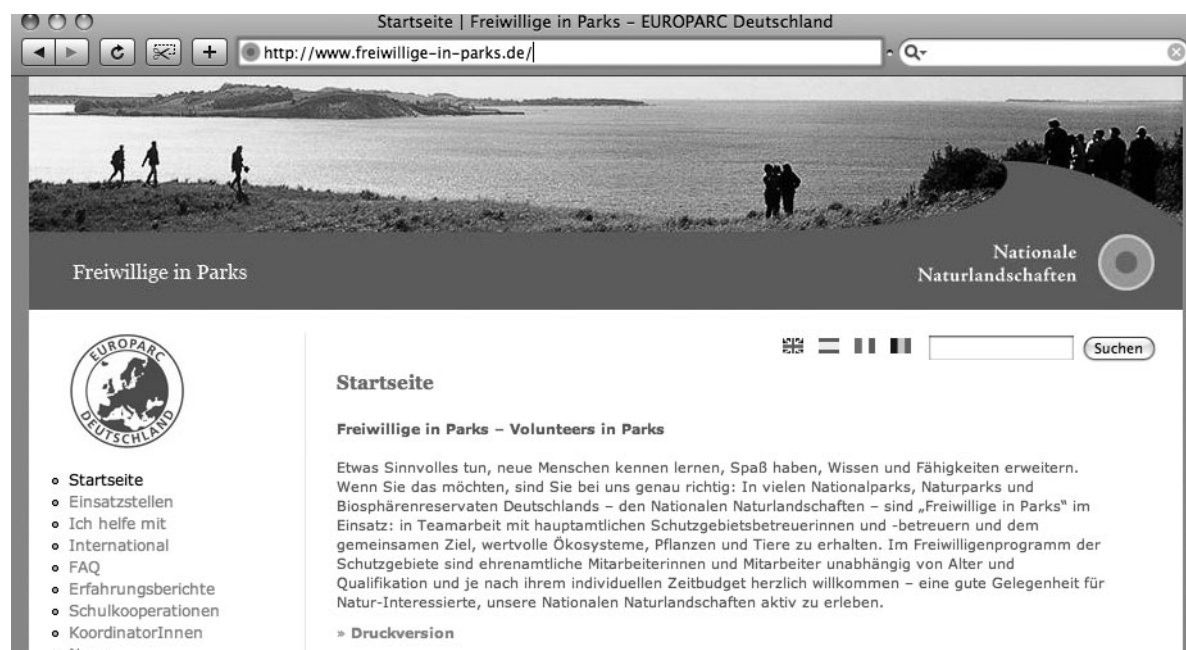 Startseite | Freiwillige in Parks – EUROPARC Deutschland
http://www.freiwillige-in-parks.de/
Freiwillige in Parks
Nationale
Naturlandschaften
EUROPARC
DEUTSCHLAND
Suchen
Startseite
Freiwillige in Parks – Volunteers in Parks
Etwas Sinnvolles tun, neue Menschen kennen lernen, Spaß haben, Wissen und Fähigkeiten erweitern.
Wenn Sie das möchten, sind Sie bei uns genau richtig: In vielen Nationalparks, Naturparks und
Biosphärenreservaten Deutschlands – den Nationalen Naturlandschaften – sind „Freiwillige in Parks“ im
Einsatz: in Teamarbeit mit hauptamtlichen Schutzgebietsbetreuerinnen und -betreuern und dem
gemeinsamen Ziel, wertvolle Ökosysteme, Pflanzen und Tiere zu erhalten. Im Freiwilligenprogramm der
Schutzgebiete sind ehrenamtliche Mitarbeiterinnen und Mitarbeiter unabhängig von Alter und
Qualifikation und je nach ihrem individuellen Zeitbudget herzlich willkommen – eine gute Gelegenheit für
Natur-Interessierte, unsere Nationalen Naturlandschaften aktiv zu erleben.
» Druckversion
Startseite
Einsatzstellen
Ich helfe mit
International
FAQ
Erfahrungsberichte
Schulkooperationen
KoordinatorInnen